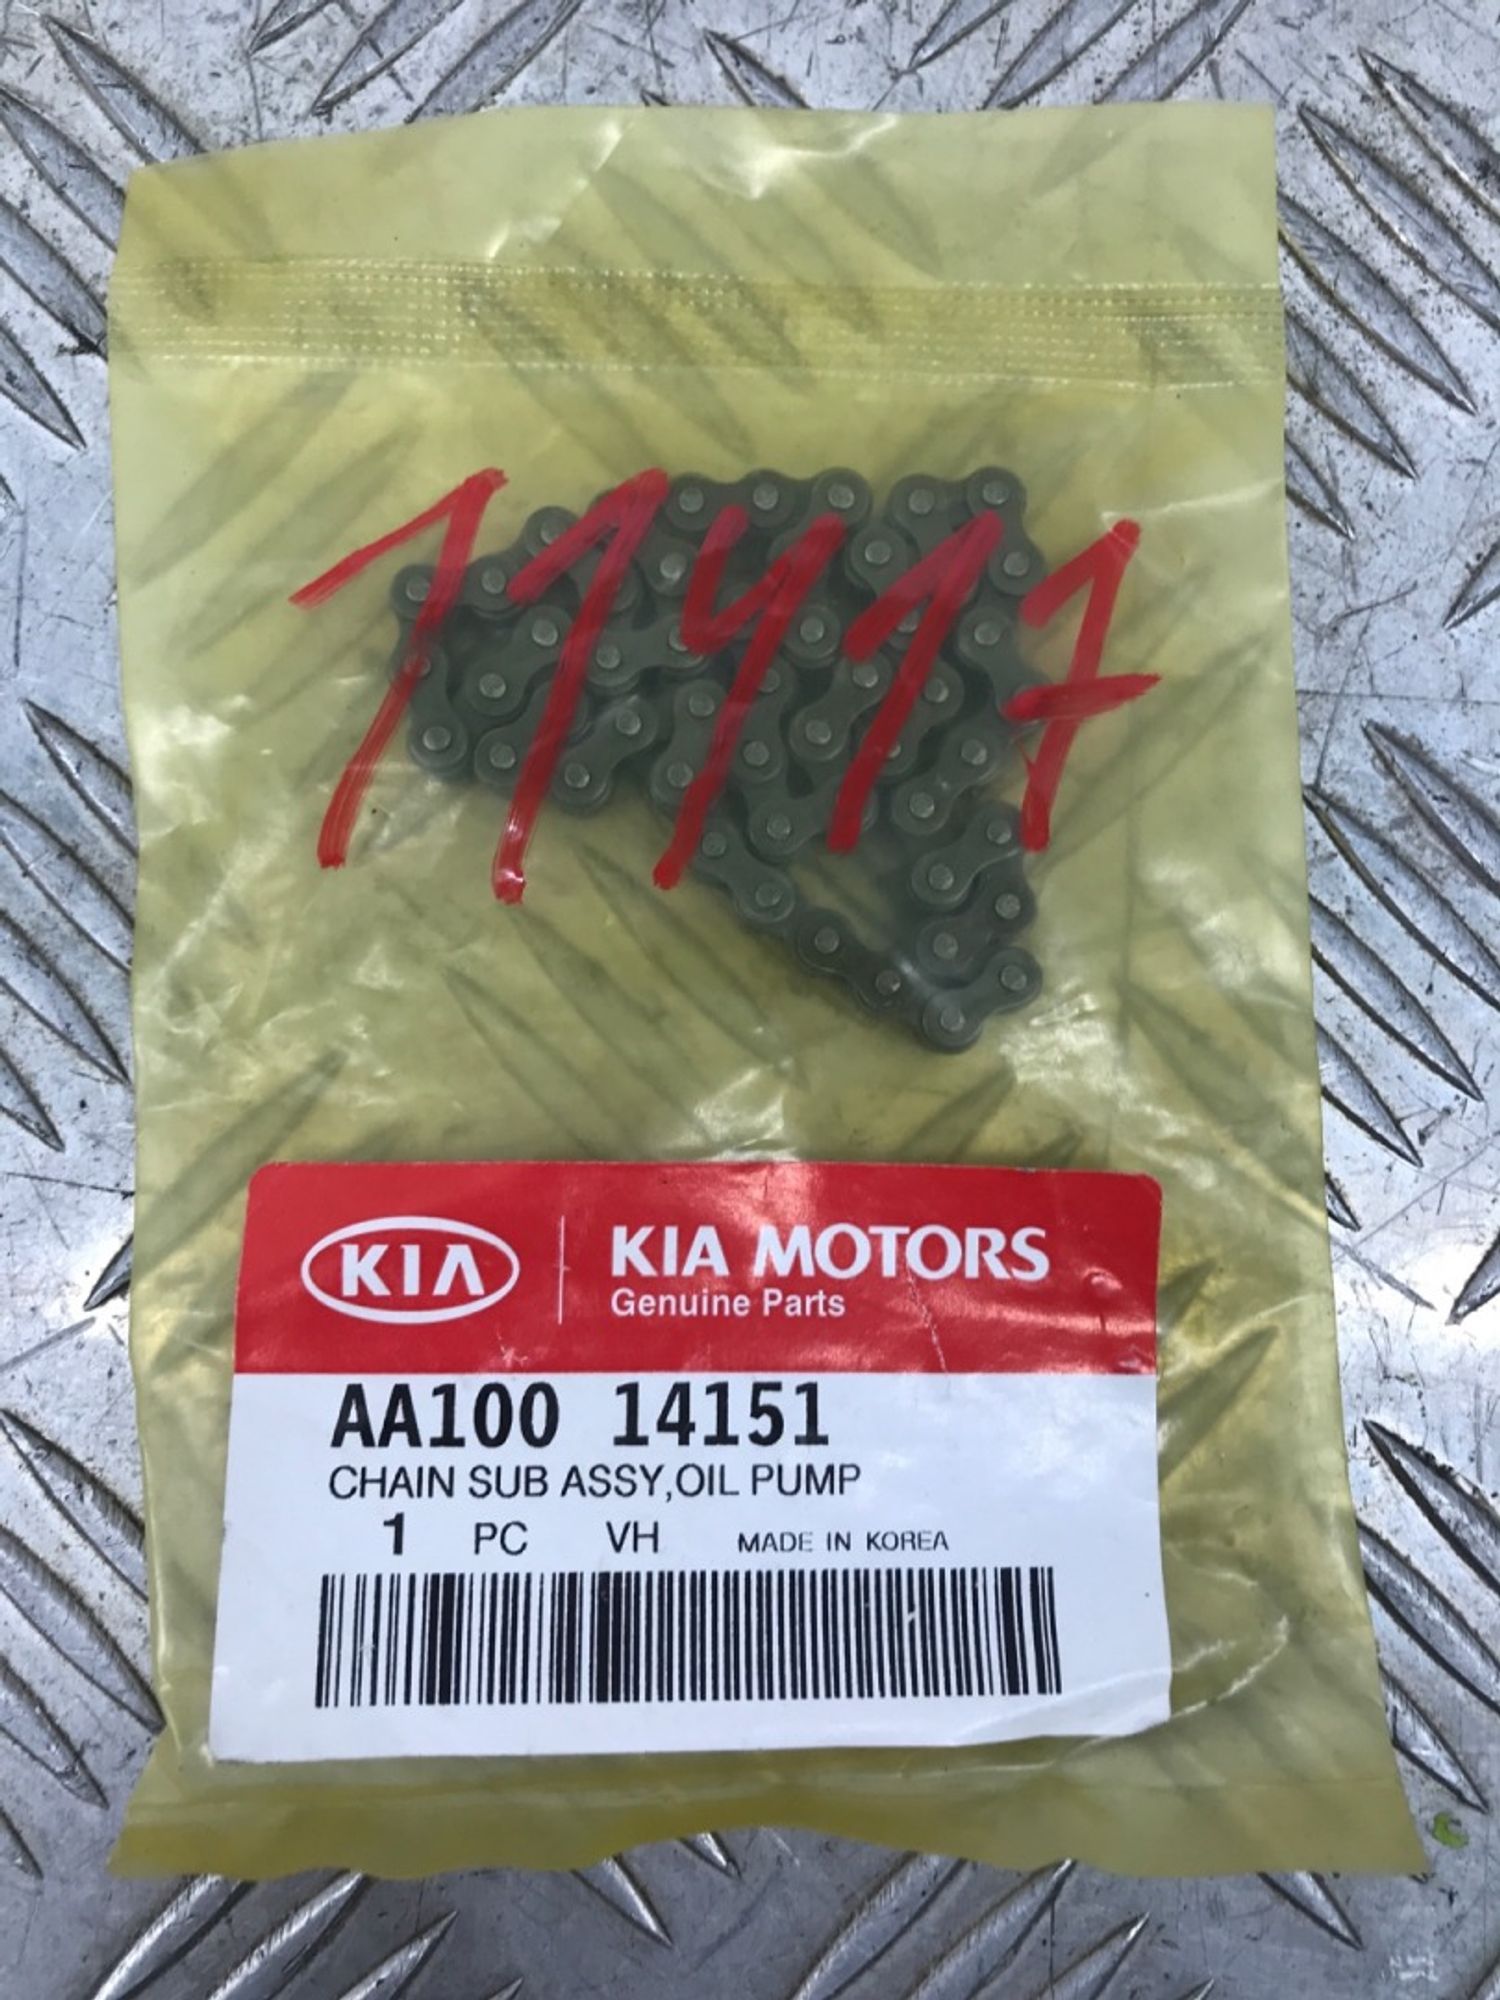 11417
KIA
KIA MOTORS
Genuine Parts
AA100 14151
CHAIN SUB ASSY,OIL PUMP
1 PC VH MADE IN KOREA